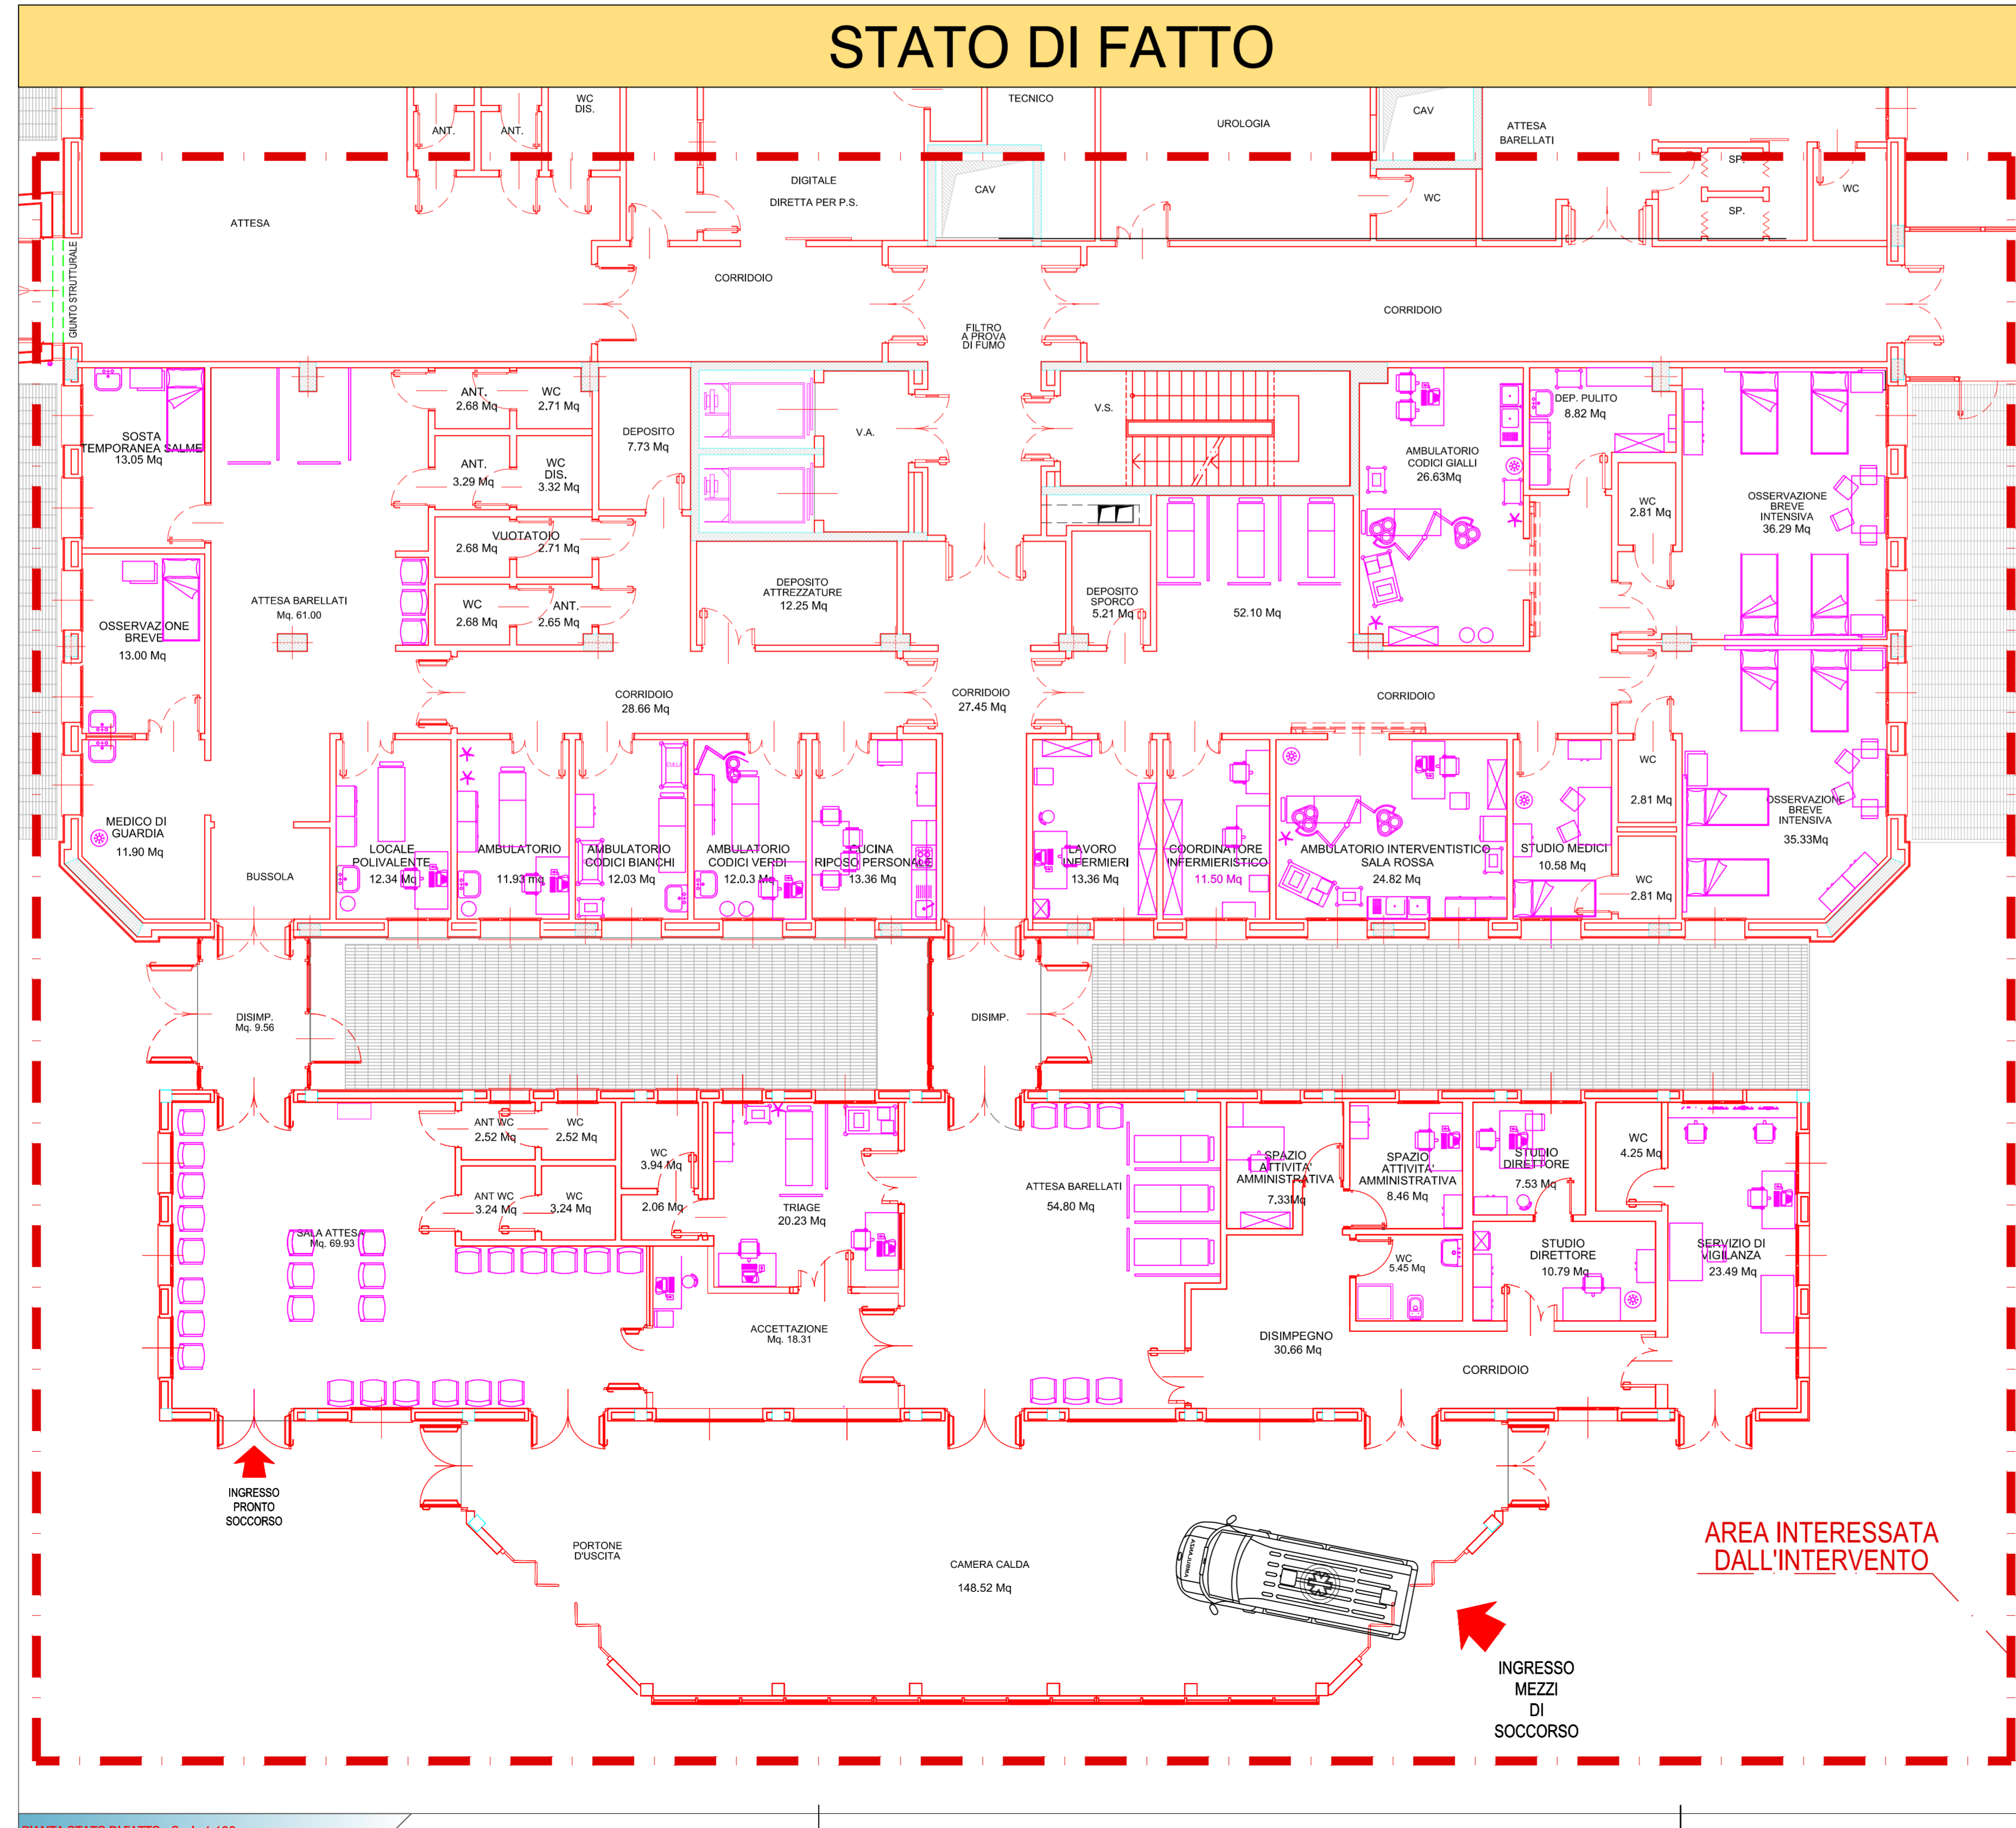 STATO DI FATTO
WC
DIS.
ANT.
ANT.
TECNICO
UROLOGIA
CAV
ATTESA
BARELLATI
SP.
WC
SP.
ATTESA
DIGITALE
DIRETTA PER P.S.
CAV
WC
GIUNTO STRUTTURALE
CORRIDOIO
FILTRO
A PROVA
DI FUMO
CORRIDOIO
SOSTA
TEMPORANEA SALME
13.05 Mq
ANT.
2.68 Mq
WC
2.71 Mq
ANT.
3.29 Mq
WC
DIS.
3.32 Mq
DEPOSITO
7.73 Mq
V.A.
V.S.
AMBULATORIO
CODICI GIALLI
26.63Mq
DEP. PULITO
8.82 Mq
WC
2.81 Mq
OSSERVAZIONE
BREVE
INTENSIVA
36.29 Mq
VUOTATOIO
2.68 Mq
2.71 Mq
WC
2.68 Mq
ANT.
2.65 Mq
ATTESA BARELLATI
Mq. 61.00
OSSERVAZIONE
BREVE
13.00 Mq
DEPOSITO
ATTREZZATURE
12.25 Mq
DEPOSITO
SPORCO
5.21 Mq
52.10 Mq
CORRIDOIO
28.66 Mq
CORRIDOIO
27.45 Mq
CORRIDOIO
WC
2.81 Mq
OSSERVAZIONE
BREVE
INTENSIVA
35.33Mq
MEDICO DI
GUARDIA
11.90 Mq
BUSSOLA
CULLA
LOCALE
POLIVALENTE
12.34 Mq
AMBULATORIO
11.93 mq
AMBULATORIO
CODICI BIANCHI
12.03 Mq
AMBULATORIO
CODICI VERDI
12.0.3 Mq
CUCINA
RIPOSO PERSONALE
13.36 Mq
LAVORO
INFERMIERI
13.36 Mq
COORDINATORE
INFERMIERISTICO
11.50 Mq
AMBULATORIO INTERVENTISTICO
SALA ROSSA
24.82 Mq
STUDIO MEDICI
10.58 Mq
WC
2.81 Mq
DISIMP.
Mq. 9.56
DISIMP.
ANT WC
2.52 Mq
WC
2.52 Mq
WC
3.94 Mq
ANT WC
3.24 Mq
WC
3.24 Mq
2.06 Mq
TRIAGE
20.23 Mq
ATTESA BARELLATI
54.80 Mq
SPAZIO
ATTIVITA'
AMMINISTRATIVA
7.33Mq
SPAZIO
ATTIVITA'
AMMINISTRATIVA
8.46 Mq
STUDIO
DIRETTORE
7.53 Mq
WC
4.25 Mq
SALA ATTESA
Mq. 69.93
WC
5.45 Mq
STUDIO
DIRETTORE
10.79 Mq
SERVIZIO DI
VIGILANZA
23.49 Mq
ACCETTAZIONE
Mq. 18.31
DISIMPEGNO
30.66 Mq
CORRIDOIO
INGRESSO
PRONTO
SOCCORSO
PORTONE
D'USCITA
CAMERA CALDA
148.52 Mq
AMBULANZA
AREA INTERESSATA
DALL'INTERVENTO
INGRESSO
MEZZI
DI
SOCCORSO